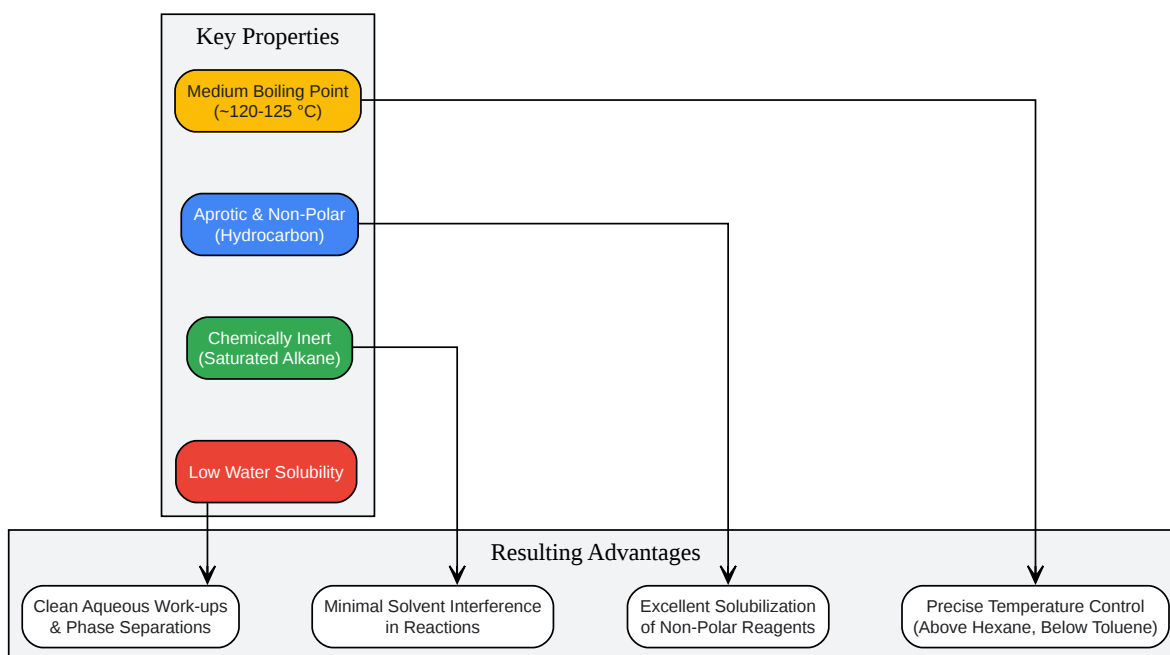 Key Properties
Medium Boiling Point
(~120-125 °C)
Aprotic & Non-Polar
(Hydrocarbon)
Chemically Inert
(Saturated Alkane)
Low Water Solubility
Resulting Advantages
Clean Aqueous Work-ups
& Phase Separations
Minimal Solvent Interference
in Reactions
Excellent Solubilization
of Non-Polar Reagents
Precise Temperature Control
(Above Hexane, Below Toluene)